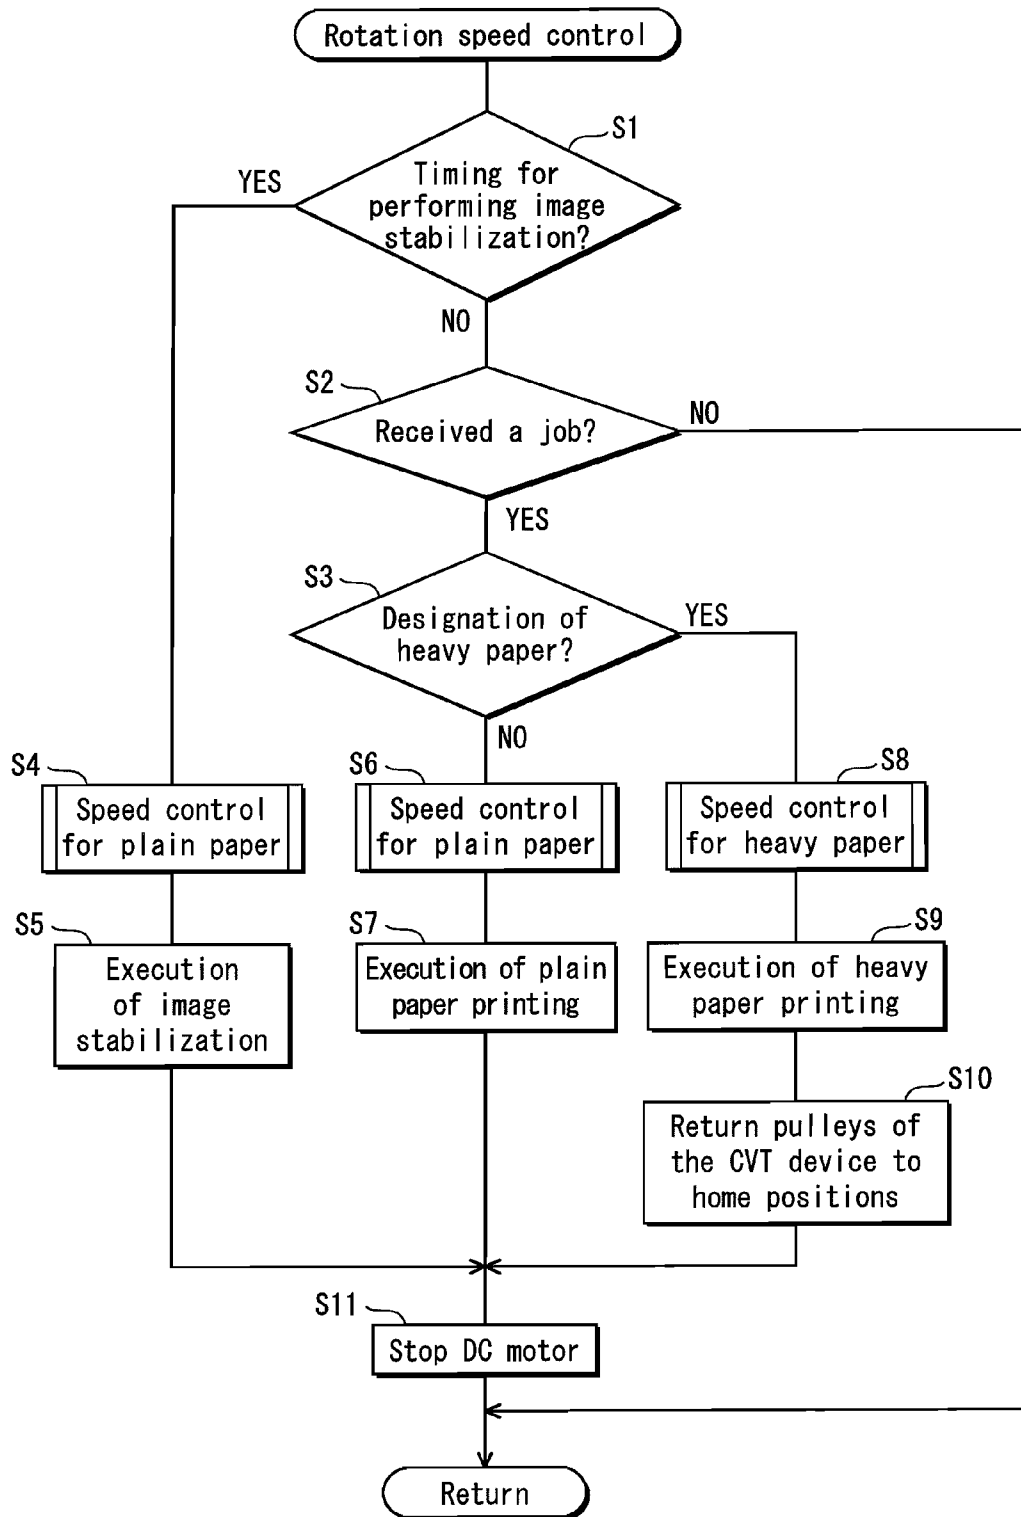 Rotation speed control
S1
Timing for
performing image
stabilization?
YES
NO
S2
Received a job?
NO
YES
S3
Designation of
heavy paper?
YES
NO
S4
Speed control
for plain paper
S6
Speed control
for plain paper
S8
Speed control
for heavy paper
S5
Execution
of image
stabilization
S7
Execution of plain
paper printing
S9
Execution of heavy
paper printing
S10
Return pulleys of
the CVT device to
home positions
S11
Stop DC motor
Return